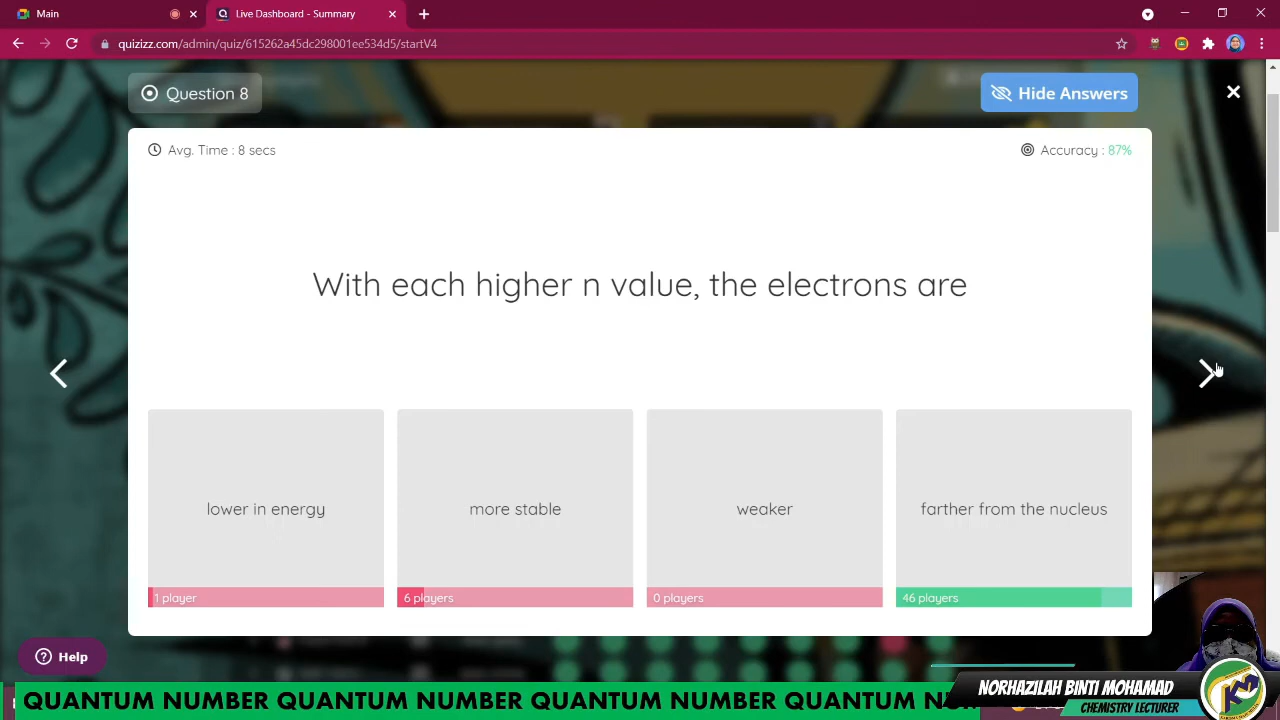 Main
Live Dashboard - Summary
quizizz.com/admin/quiz/615262a45dc298001ee534d5/startV4
Question 8
Hide Answers
Avg. Time : 8 secs
Accuracy : 87%
With each higher n value, the electrons are
lower in energy
more stable
weaker
farther from the nucleus
1 player
6 players
0 players
46 players
Help
QUANTUM NUMBER QUANTUM NUMBER QUANTUM NUMBER QUANTUM
NORHAZILAH BINTI MOHAMAD
CHEMISTRY LECTURER